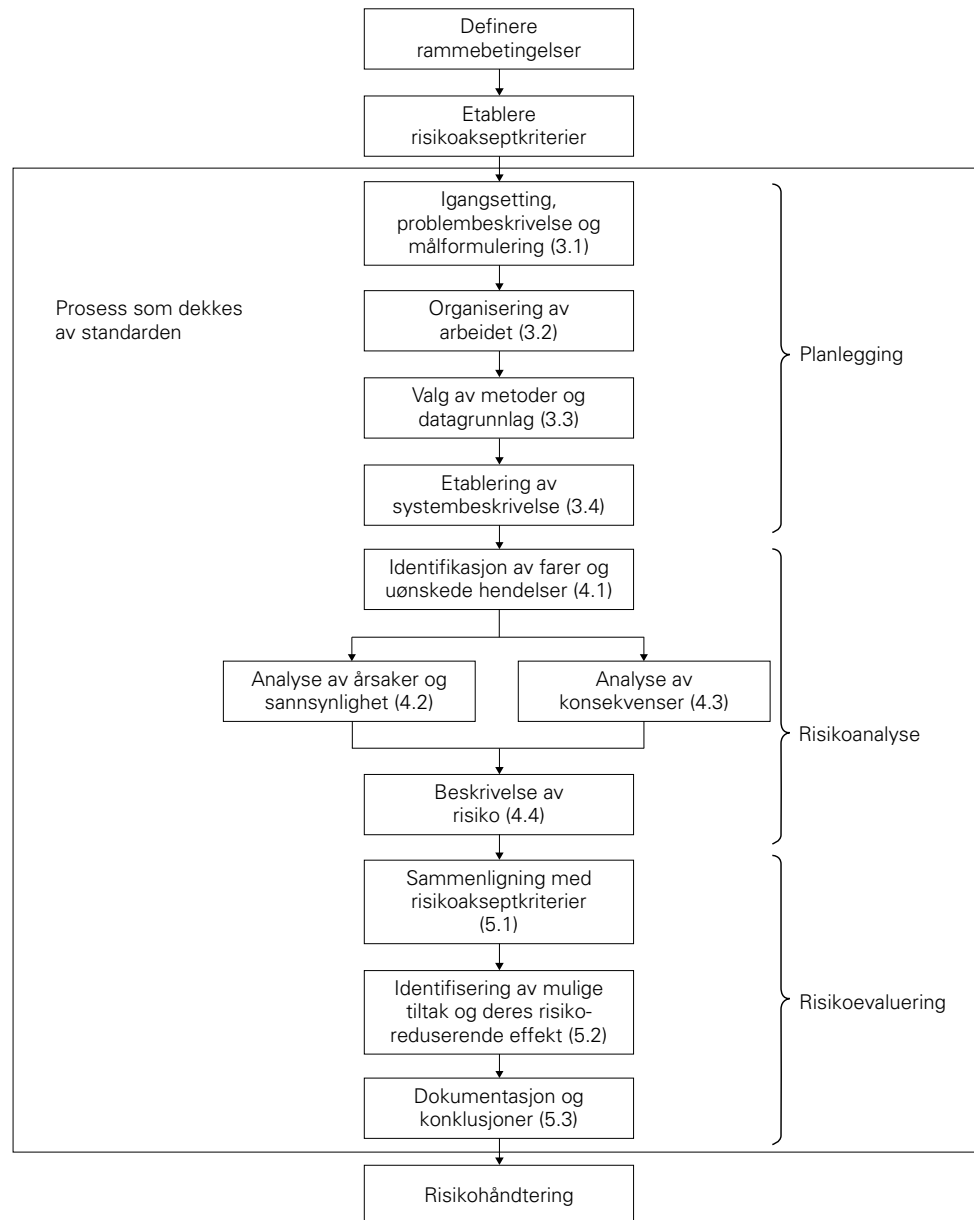 Definere
rammebetingelser
Etablere
risikoakseptkriterier
Igangsetting,
problembeskrivelse og
målformulering (3.1)
Prosess som dekkes
av standarden
Organisering av
arbeidet (3.2)
Planlegging
Valg av metoder og
datagrunnlag (3.3)
Etablering av
systembeskrivelse (3.4)
Identifikasjon av farer og
uønskede hendelser (4.1)
Analyse av årsaker og
sannsynlighet (4.2)
Analyse av
konsekvenser (4.3)
Risikoanalyse
Beskrivelse av
risiko (4.4)
Sammenligning med
risikoakseptkriterier
(5.1)
Identifisering av mulige
tiltak og deres risiko-
reduserende effekt (5.2)
Risikoevaluering
Dokumentasjon og
konklusjoner (5.3)
Risikohåndtering